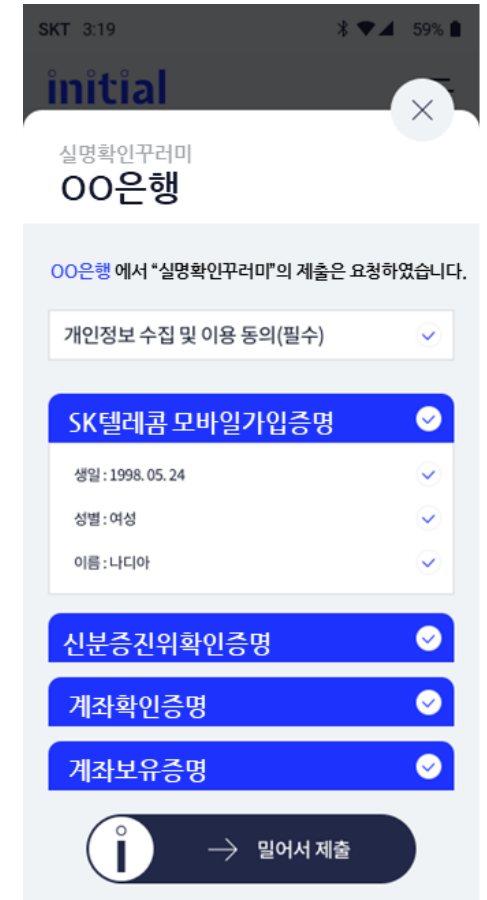 SKT 3:19
59%
initial
실명확인꾸러미
OO은행
OO은행 에서 “실명확인꾸러미”의 제출은 요청하였습니다.
개인정보 수집 및 이용 동의(필수)
SK텔레콤 모바일가입증명
생일 : 1998. 05. 24
성별 : 여성
이름 : 나디아
신분증진위확인증명
계좌확인증명
계좌보유증명
밀어서 제출